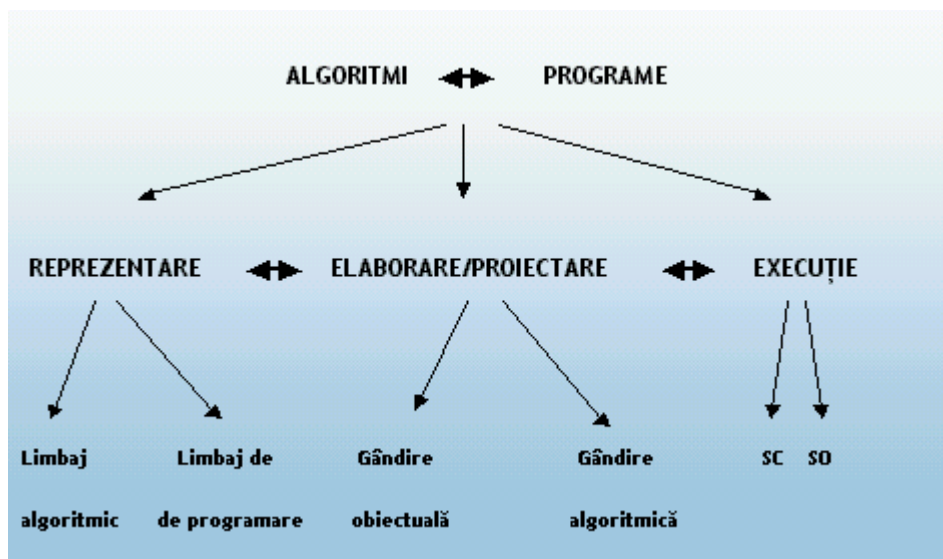 ALGORITMI PROGRAME
REPREZENTARE ELABORARE/PROIECTARE EXECUȚIE
Limbaj Limbaj de Gândire Gândire SC SO
algoritmic de programare obiectuală algoritmică